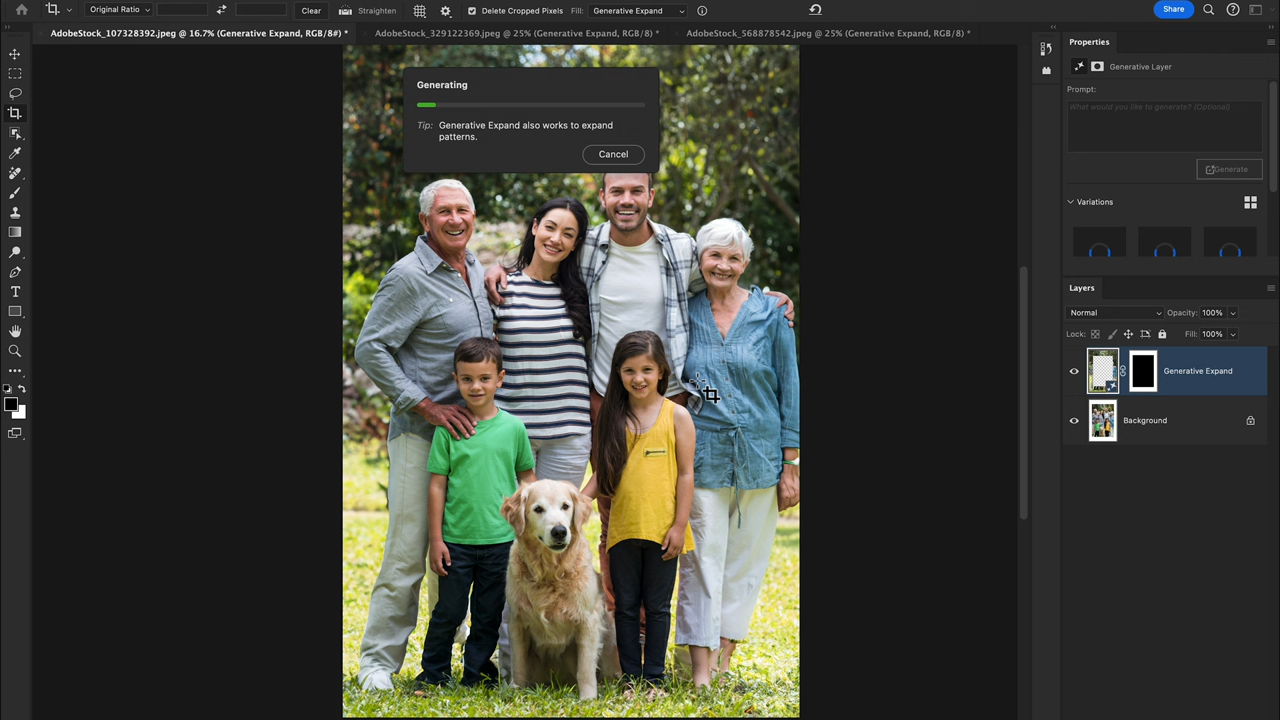 Original Ratio
Clear
Straighten
Delete Cropped Pixels
Fill:
Generative Expand
Share
AdobeStock_107328392.jpeg @ 16.7% (Generative Expand, RGB/8#) *
AdobeStock_329122369.jpeg @ 25% (Generative Expand, RGB/8) *
AdobeStock_568878542.jpeg @ 25% (Generative Expand, RGB/8) *
Properties
Generative Layer
Prompt:
What would you like to generate? (Optional)
Generate
Variations
Generating
Tip: Generative Expand also works to expand
patterns.
Cancel
Layers
Normal
Opacity: 100%
Lock:
Fill: 100%
Generative Expand
Background